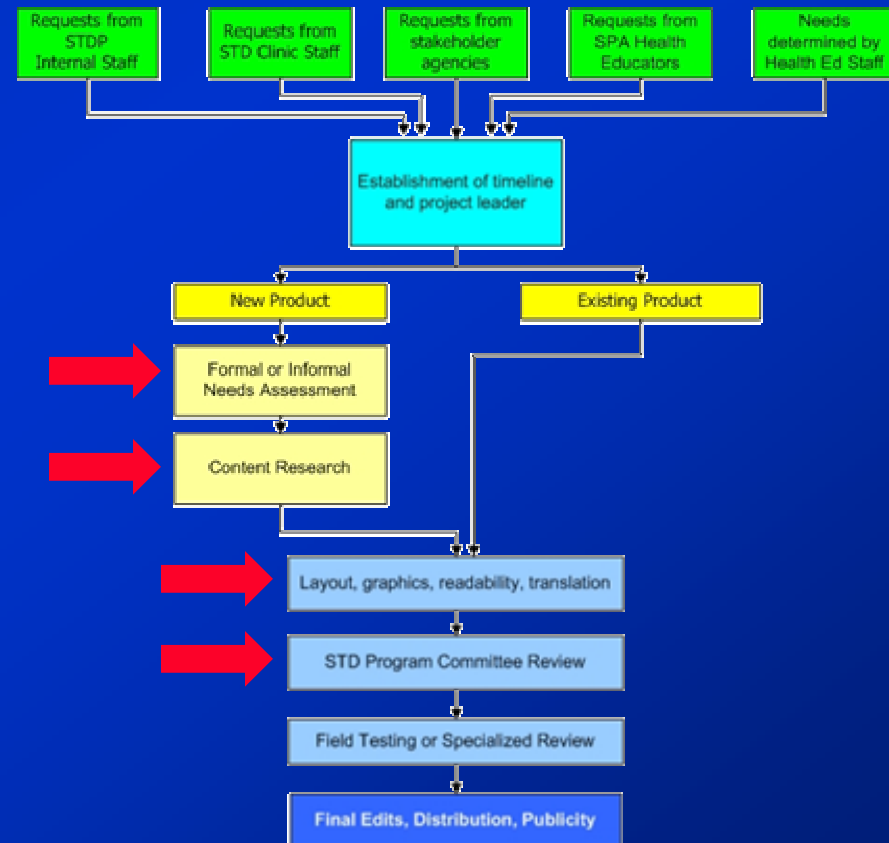 Requests from
STDP
Internal Staff
Requests from
STD Clinic Staff
Requests from
stakeholder
agencies
Requests from
SPA Health
Educators
Needs
determined by
Health Ed Staff
Establishment of timeline
and project leader
New Product
Existing Product
Formal or Informal
Needs Assessment
Content Research
Layout, graphics, readability, translation
STD Program Committee Review
Field Testing or Specialized Review
Final Edits, Distribution, Publicity